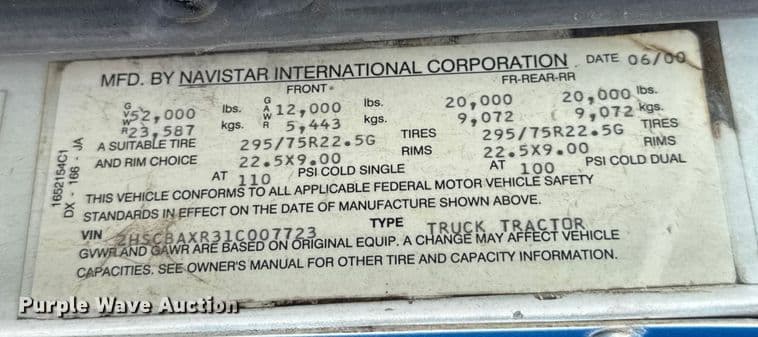 MFD. BY NAVISTAR INTERNATIONAL CORPORATION DATE 06/00
FRONT FR-REAR-RR
GVWR 52,000 lbs. GAWR 12,000 lbs. 20,000 20,000 lbs.
23,587 kgs. 5,443 kgs. 9,072 9,072 kgs.
A SUITABLE TIRE 295/75R22.5G TIRES 295/75R22.5G TIRES
AND RIM CHOICE 22.5X9.00 RIMS 22.5X9.00 RIMS
AT 110 PSI COLD SINGLE AT 100 PSI COLD DUAL
THIS VEHICLE CONFORMS TO ALL APPLICABLE FEDERAL MOTOR VEHICLE SAFETY
STANDARDS IN EFFECT ON THE DATE OF MANUFACTURE SHOWN ABOVE.
VIN 2HSCBAXR31C007723 TYPE TRUCK TRACTOR
GVWR AND GAWR ARE BASED ON ORIGINAL EQUIP. A CHANGE MAY AFFECT VEHICLE
CAPACITIES. SEE OWNER'S MANUAL FOR OTHER TIRE AND CAPACITY INFORMATION.
1652154C1
DX - 166 - JA
Purple Wave Auction